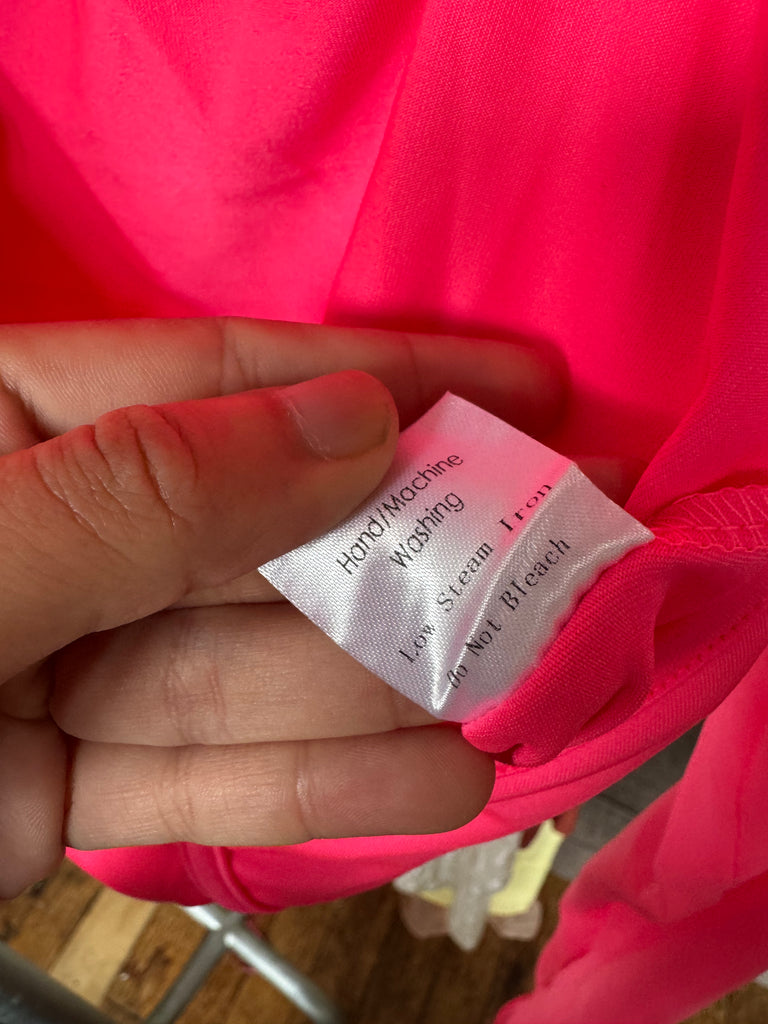 Hand/Machine
Washing
Low Steam Iron
Do Not Bleach